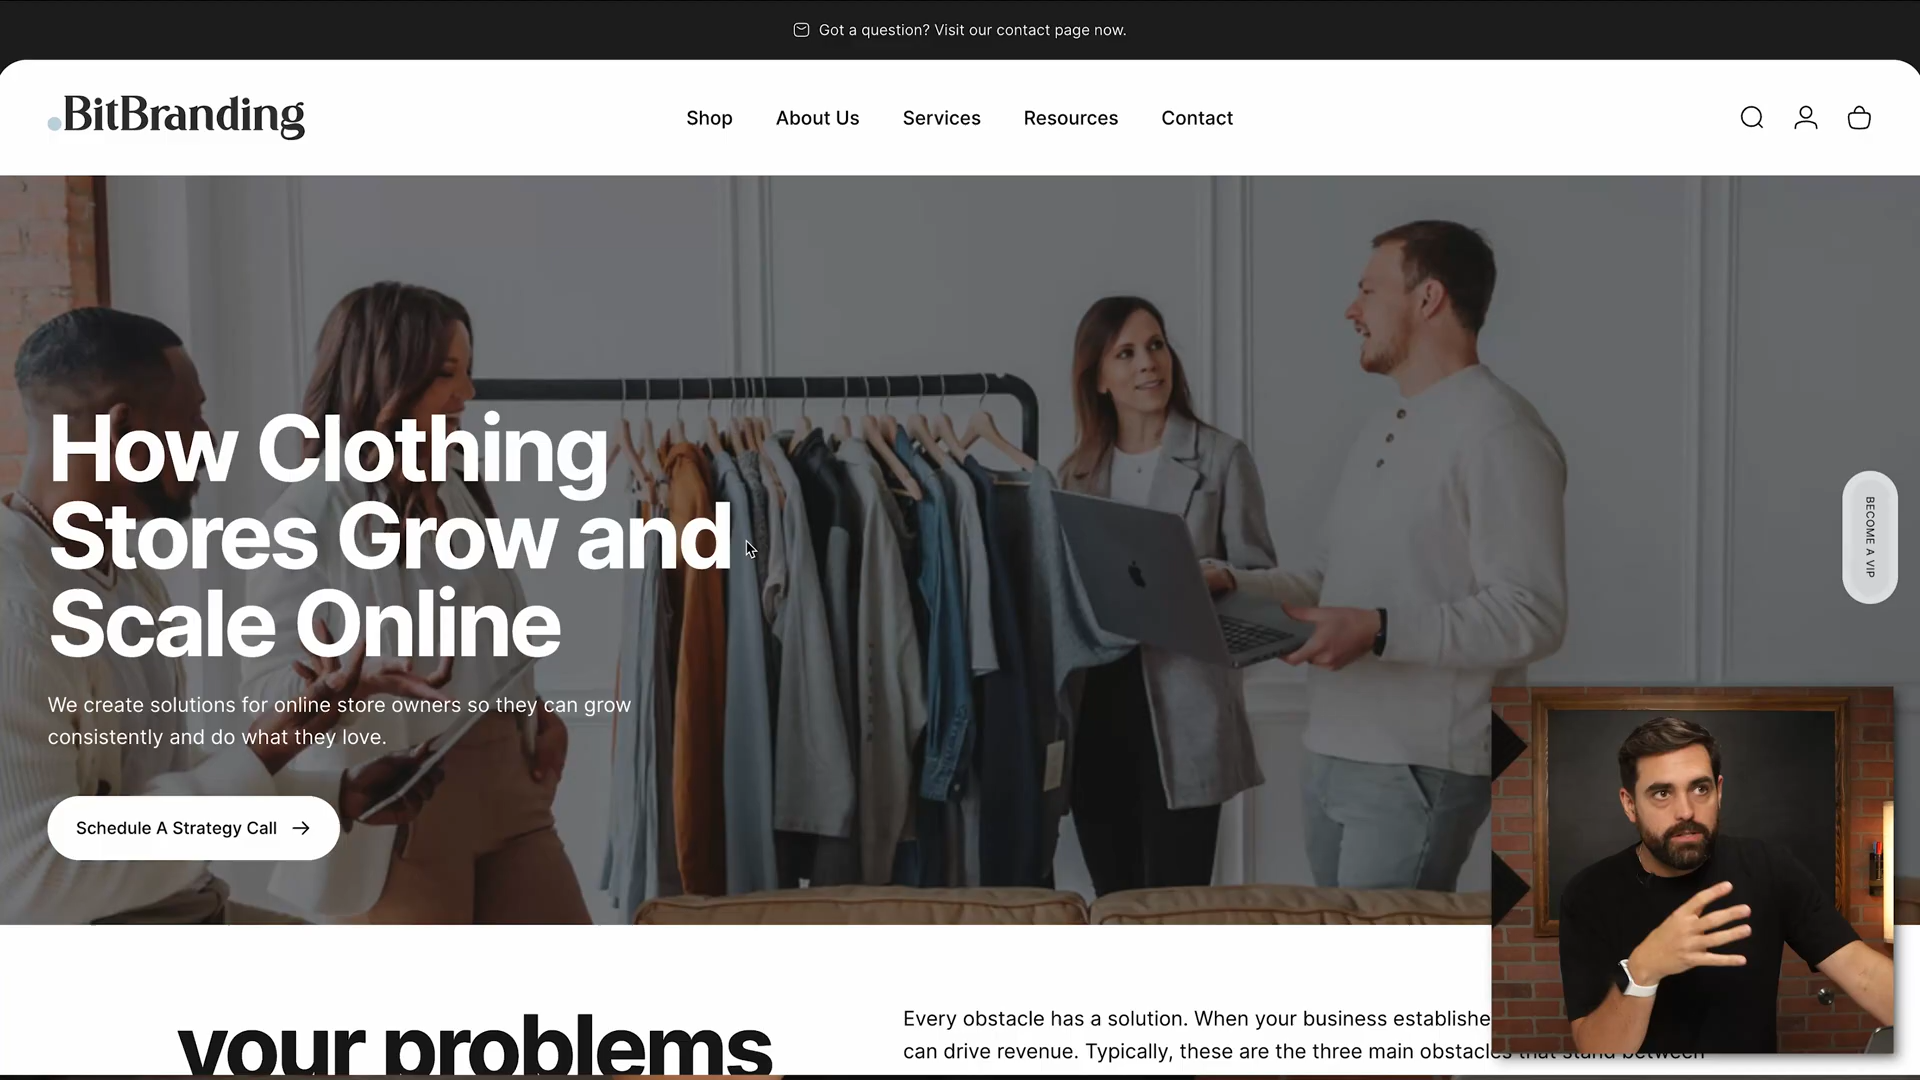 Got a question? Visit our contact page now.
BitBranding
Shop About Us Services Resources Contact
How Clothing
Stores Grow and
Scale Online
We create solutions for online store owners so they can grow
consistently and do what they love.
Schedule A Strategy Call
BECOME A VIP
your problems
Every obstacle has a solution. When your business establishe
can drive revenue. Typically, these are the three main obstacles that stand between